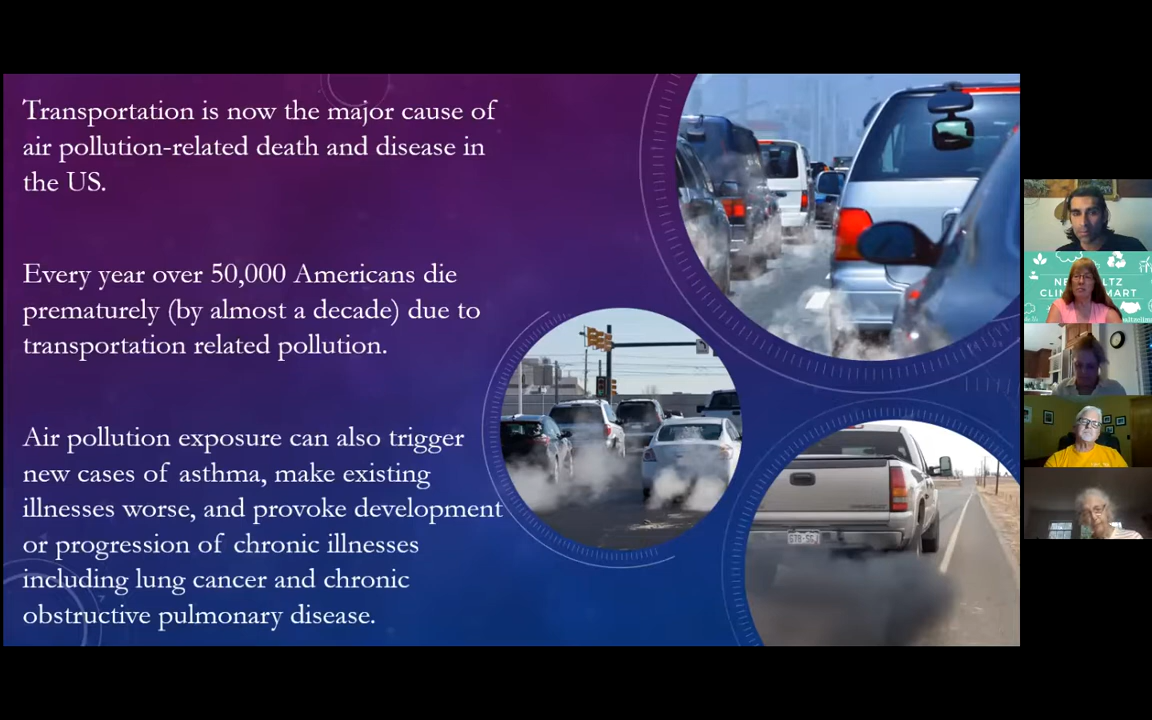 Transportation is now the major cause of
air pollution-related death and disease in
the US.
Every year over 50,000 Americans die
prematurely (by almost a decade) due to
transportation related pollution.
Air pollution exposure can also trigger
new cases of asthma, make existing
illnesses worse, and provoke development
or progression of chronic illnesses
including lung cancer and chronic
obstructive pulmonary disease.